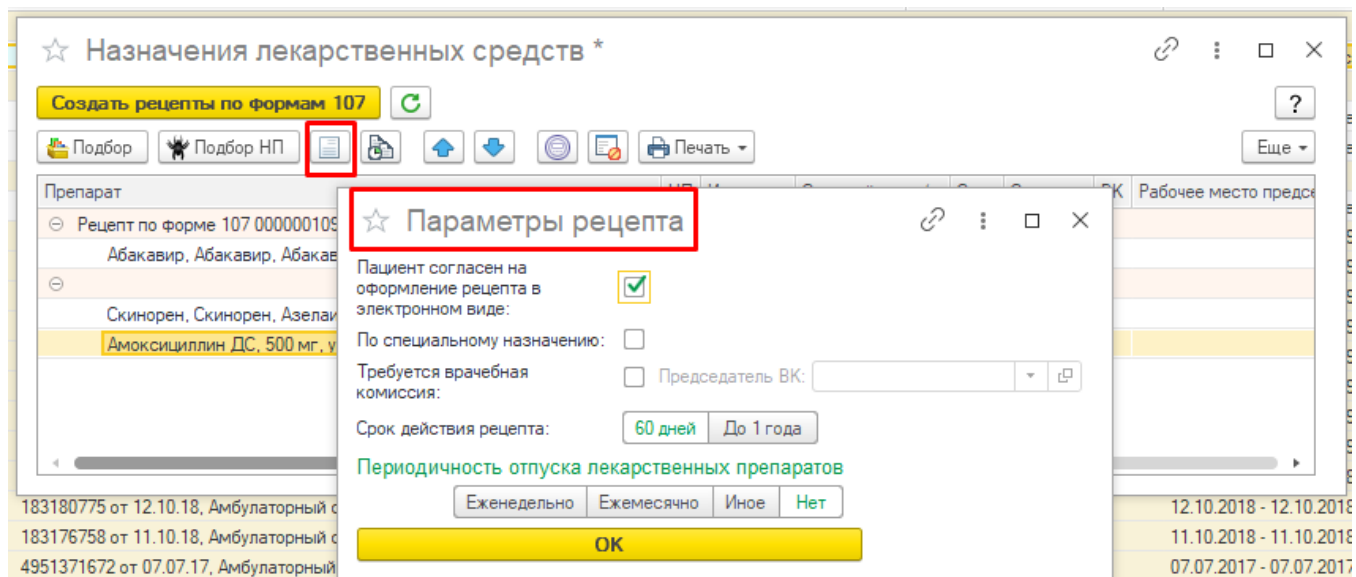 Назначения лекарственных средств *
Создать рецепты по формам 107
?
Подбор
Подбор НП
Печать
Еще
Препарат
ВК
Рабочее место предсе
Рецепт по форме 107 000000109
Абакавир, Абакавир, Абакав
Скинорен, Скинорен, Азелаи
Амоксициллин ДС, 500 мг, у
Параметры рецепта
Пациент согласен на
оформление рецепта в
электронном виде:
По специальному назначению:
Требуется врачебная
комиссия:
Председатель ВК:
Срок действия рецепта:
60 дней
До 1 года
Периодичность отпуска лекарственных препаратов
Еженедельно
Ежемесячно
Иное
Нет
ОК
183180775 от 12.10.18, Амбулаторный
12.10.2018 - 12.10.2018
183176758 от 11.10.18, Амбулаторный
11.10.2018 - 11.10.2018
4951371672 от 07.07.17, Амбулаторный
07.07.2017 - 07.07.2017